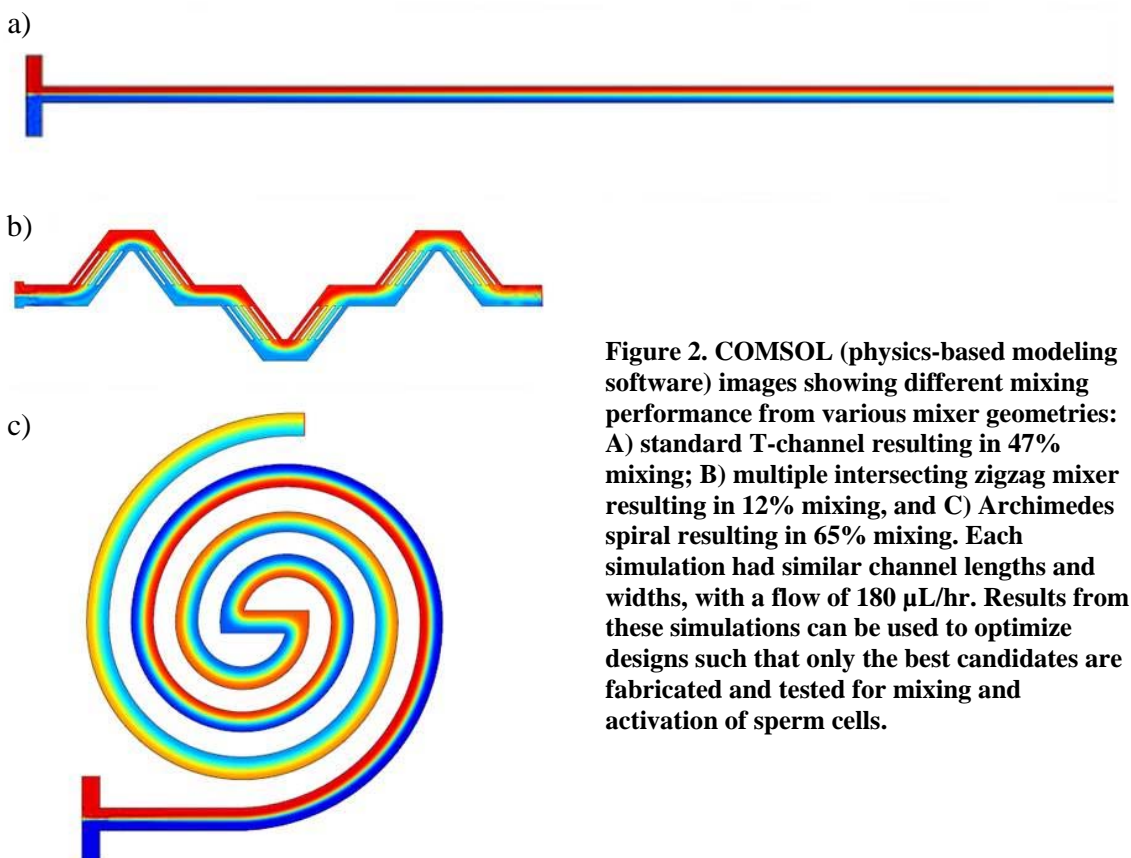 a)
b)
c)
Figure 2. COMSOL (physics-based modeling
software) images showing different mixing
performance from various mixer geometries:
A) standard T-channel resulting in 47%
mixing; B) multiple intersecting zigzag mixer
resulting in 12% mixing, and C) Archimedes
spiral resulting in 65% mixing. Each
simulation had similar channel lengths and
widths, with a flow of 180 µL/hr. Results from
these simulations can be used to optimize
designs such that only the best candidates are
fabricated and tested for mixing and
activation of sperm cells.